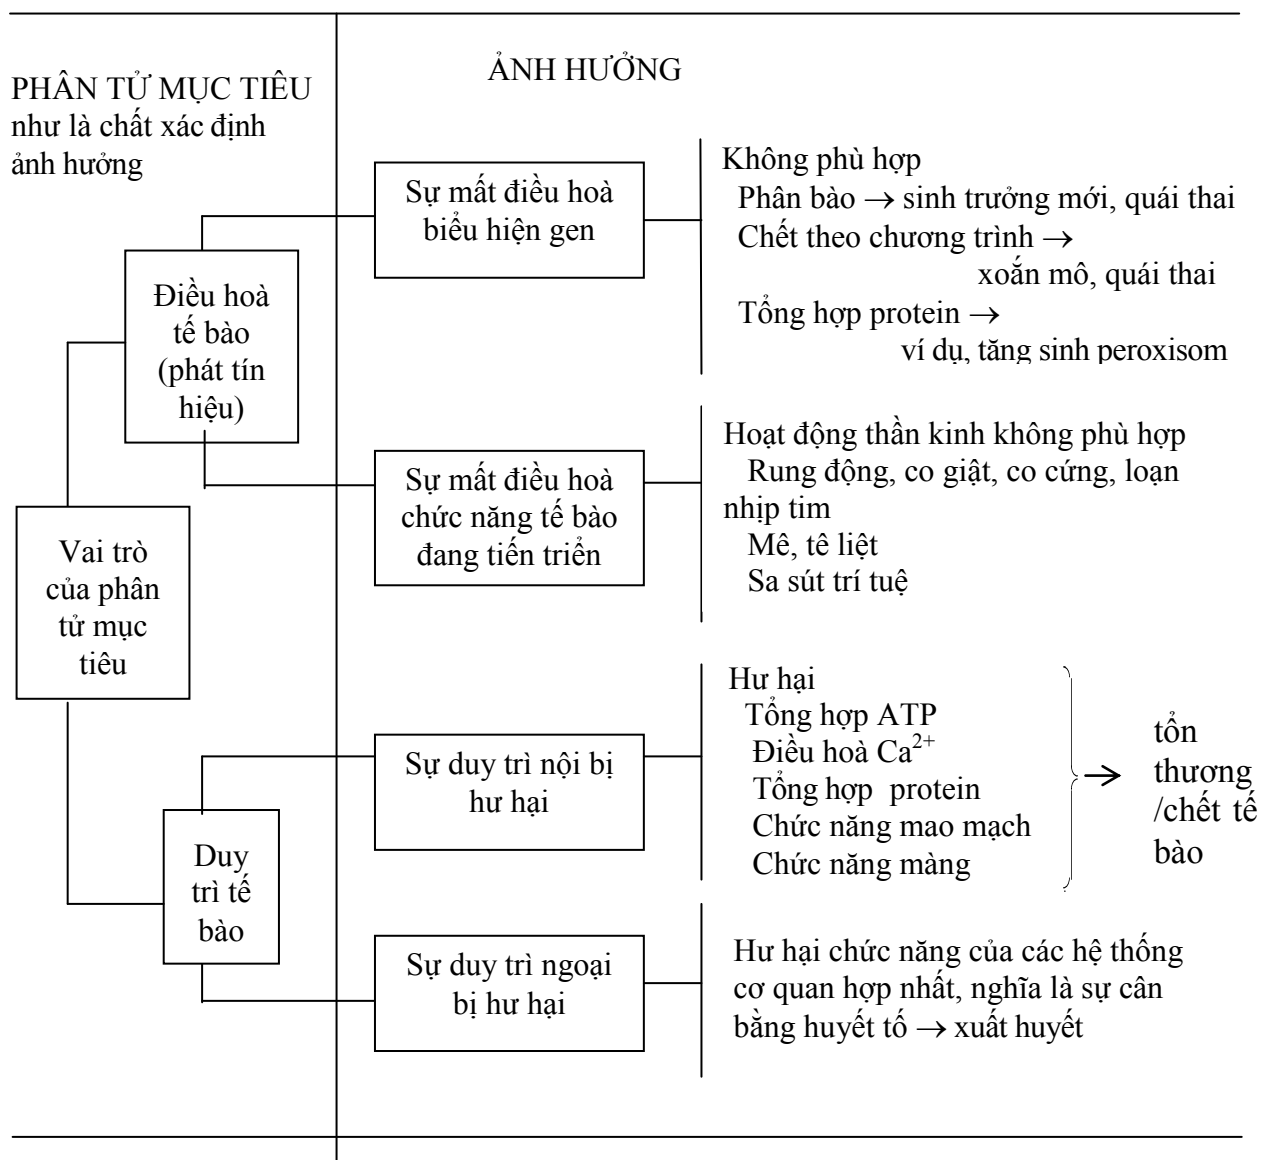 PHÂN TỬ MỤC TIÊU
như là chất xác định
ảnh hưởng
ẢNH HƯỞNG
Vai trò
của phân
tử mục
tiêu
Điều hoà
tế bào
(phát tín
hiệu)
Sự mất điều hoà
biểu hiện gen
Không phù hợp
Phân bào → sinh trưởng mới, quái thai
Chết theo chương trình →
xoắn mô, quái thai
Tổng hợp protein →
ví dụ, tăng sinh peroxisom
Sự mất điều hoà
chức năng tế bào
đang tiến triển
Hoạt động thần kinh không phù hợp
Rung động, co giật, co cứng, loạn
nhịp tim
Mê, tê liệt
Sa sút trí tuệ
Duy
trì tế
bào
Sự duy trì nội bị
hư hại
Hư hại
Tổng hợp ATP
Điều hoà Ca²⁺
Tổng hợp protein
Chức năng mao mạch
Chức năng màng
→ tổn
thương
/chết tế
bào
Sự duy trì ngoại
bị hư hại
Hư hại chức năng của các hệ thống
cơ quan hợp nhất, nghĩa là sự cân
bằng huyết tố → xuất huyết